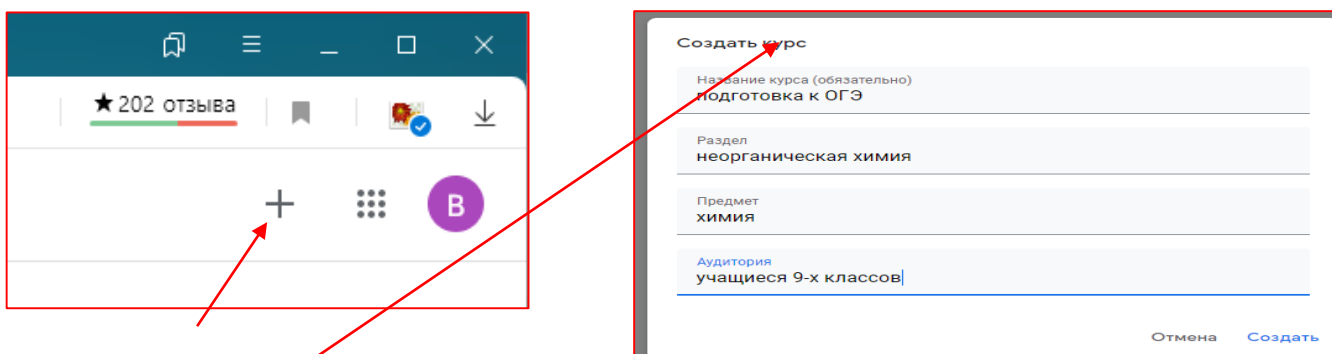 ★ 202 отзыва
B
Создать курс
Название курса (обязательно)
подготовка к ОГЭ
Раздел
неорганическая химия
Предмет
химия
Аудитория
учащиеся 9-х классов
Отмена Создать